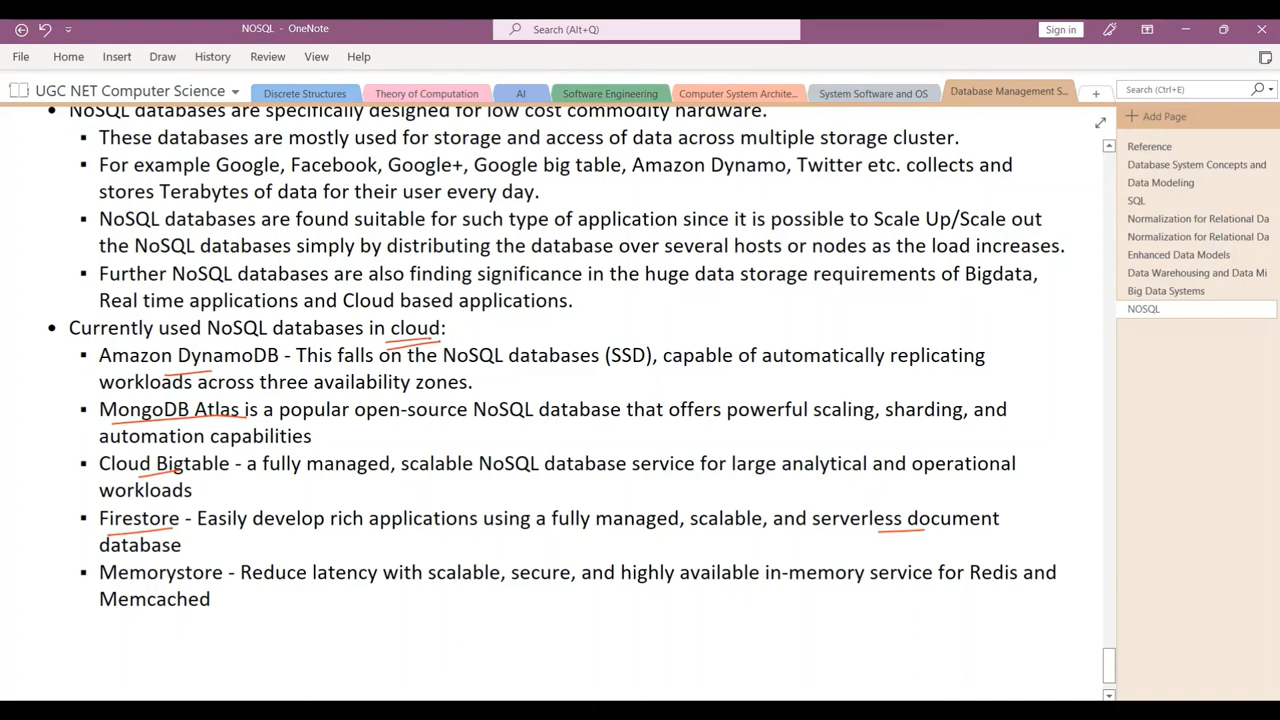 NOSQL - OneNote
Search (Alt+Q)
Sign in
File Home Insert Draw History Review View Help
UGC NET Computer Science
Discrete Structures
Theory of Computation
AI
Software Engineering
Computer System Archite...
System Software and OS
Database Management S...
Search (Ctrl+E)
NoSQL databases are specifically designed for low cost commodity hardware.
These databases are mostly used for storage and access of data across multiple storage cluster.
For example Google, Facebook, Google+, Google big table, Amazon Dynamo, Twitter etc. collects and
stores Terabytes of data for their user every day.
NoSQL databases are found suitable for such type of application since it is possible to Scale Up/Scale out
the NoSQL databases simply by distributing the database over several hosts or nodes as the load increases.
Further NoSQL databases are also finding significance in the huge data storage requirements of Bigdata,
Real time applications and Cloud based applications.
Currently used NoSQL databases in cloud:
Amazon DynamoDB - This falls on the NoSQL databases (SSD), capable of automatically replicating
workloads across three availability zones.
MongoDB Atlas is a popular open-source NoSQL database that offers powerful scaling, sharding, and
automation capabilities
Cloud Bigtable - a fully managed, scalable NoSQL database service for large analytical and operational
workloads
Firestore - Easily develop rich applications using a fully managed, scalable, and serverless document
database
Memorystore - Reduce latency with scalable, secure, and highly available in-memory service for Redis and
Memcached
Add Page
Reference
Database System Concepts and
Data Modeling
SQL
Normalization for Relational Da
Normalization for Relational Da
Enhanced Data Models
Data Warehousing and Data Mi
Big Data Systems
NOSQL